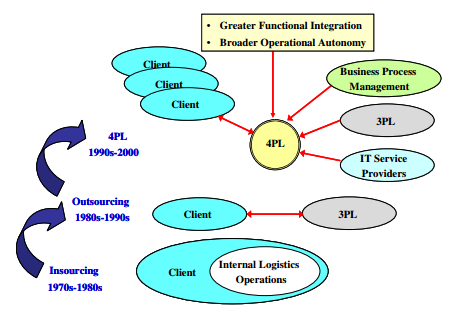 • Greater Functional Integration
• Broader Operational Autonomy
Client
Client
Client
Business Process
Management
3PL
4PL
IT Service
Providers
4PL
1990s-2000
Outsourcing
1980s-1990s
Client
3PL
Insourcing
1970s-1980s
Client
Internal Logistics
Operations